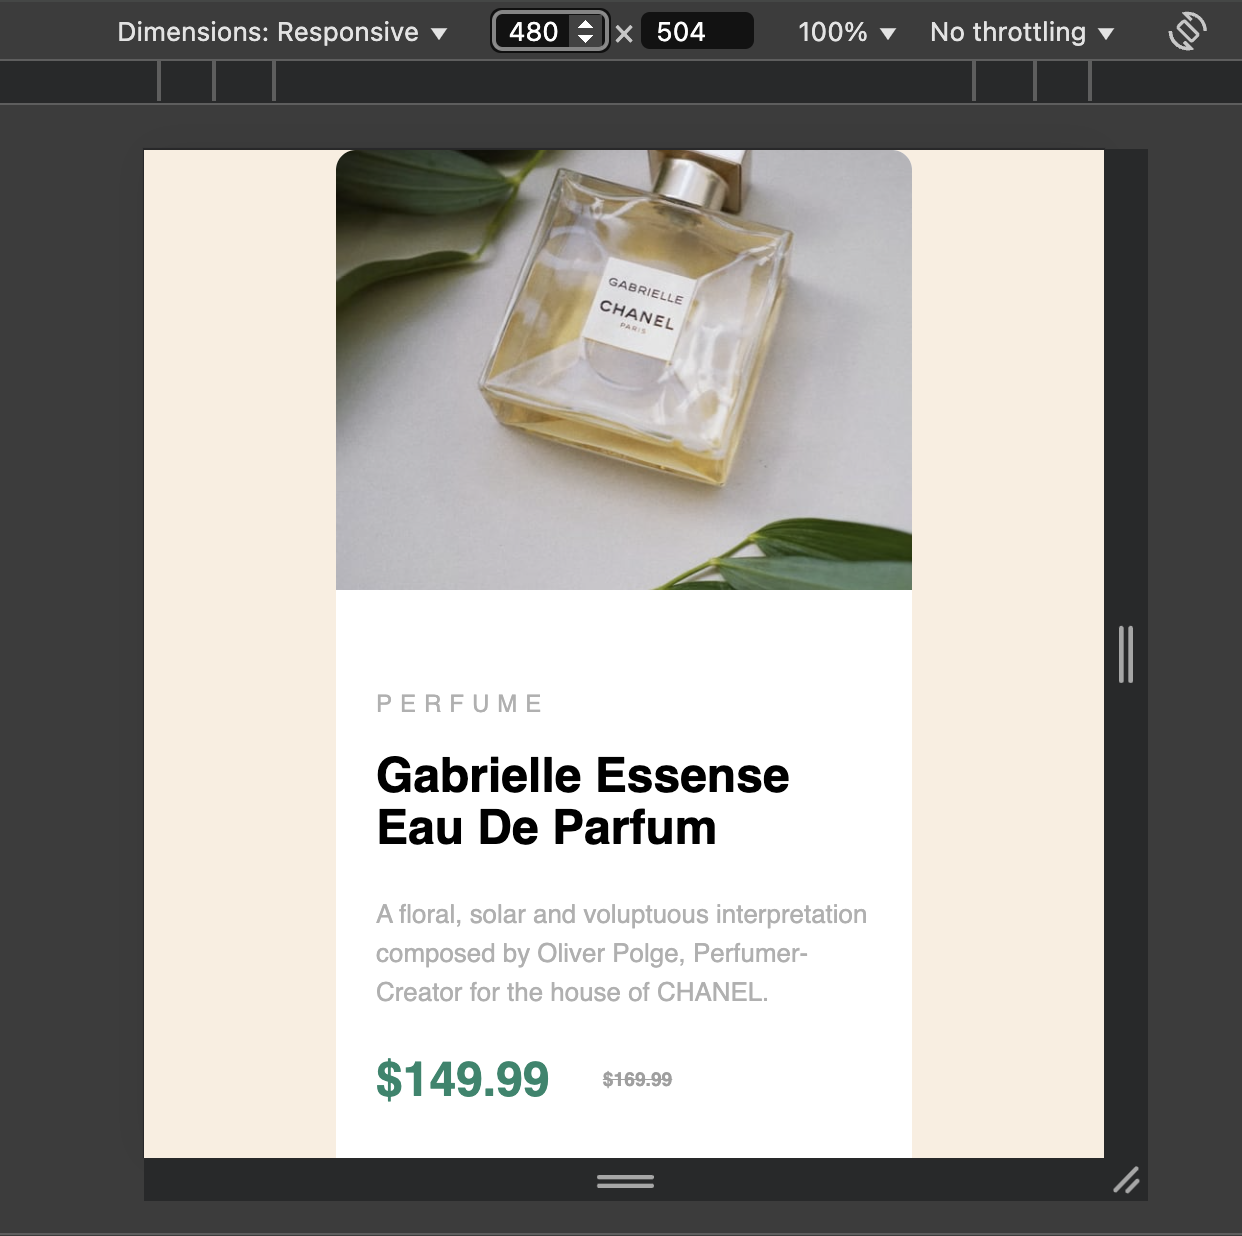 Dimensions: Responsive ▼ 480 × 504 100% ▼ No throttling ▼
GABRIELLE
CHANEL
PARIS
PERFUME
Gabrielle Essense
Eau De Parfum
A floral, solar and voluptuous interpretation
composed by Oliver Polge, Perfumer-
Creator for the house of CHANEL.
$149.99 $169.99